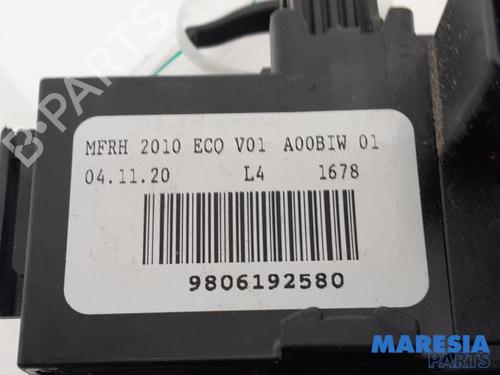 MFRH 2010 ECO V01 A00BIW 01
04.11.20 L4 1678
9806192580
B PARTS
MARESIA
PARTS